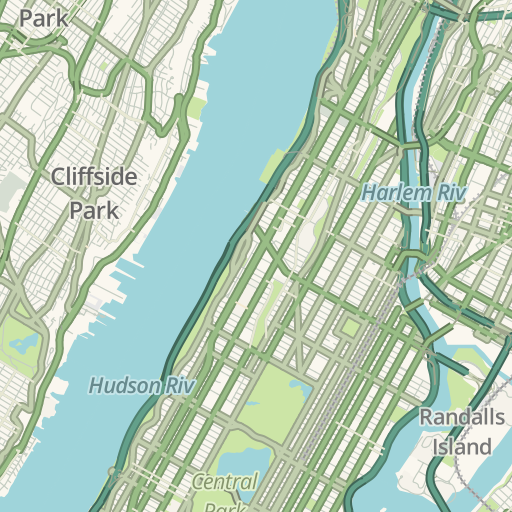 Park
Cliffside
Park
Harlem Riv
Hudson Riv
Randalls
Island
Central
Park